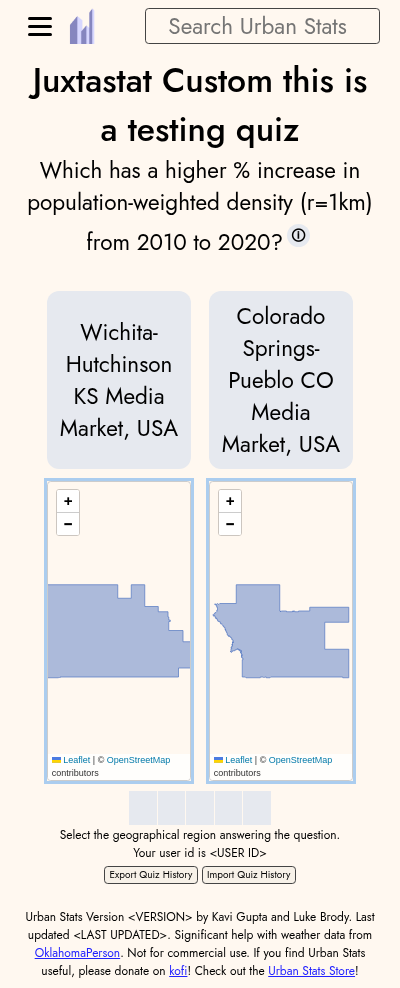 Search Urban Stats
Juxtastat Custom this is
a testing quiz
Which has a higher % increase in
population-weighted density (r=1km)
from 2010 to 2020? ⓘ
Wichita-
Hutchinson
KS Media
Market, USA
Colorado
Springs-
Pueblo CO
Media
Market, USA
+
−
Leaflet | © OpenStreetMap
contributors
+
−
Leaflet | © OpenStreetMap
contributors
Select the geographical region answering the question.
Your user id is <USER ID>
Export Quiz History Import Quiz History
Urban Stats Version <VERSION> by Kavi Gupta and Luke Brody. Last
updated <LAST UPDATED>. Significant help with weather data from
OklahomaPerson. Not for commercial use. If you find Urban Stats
useful, please donate on kofi! Check out the Urban Stats Store!